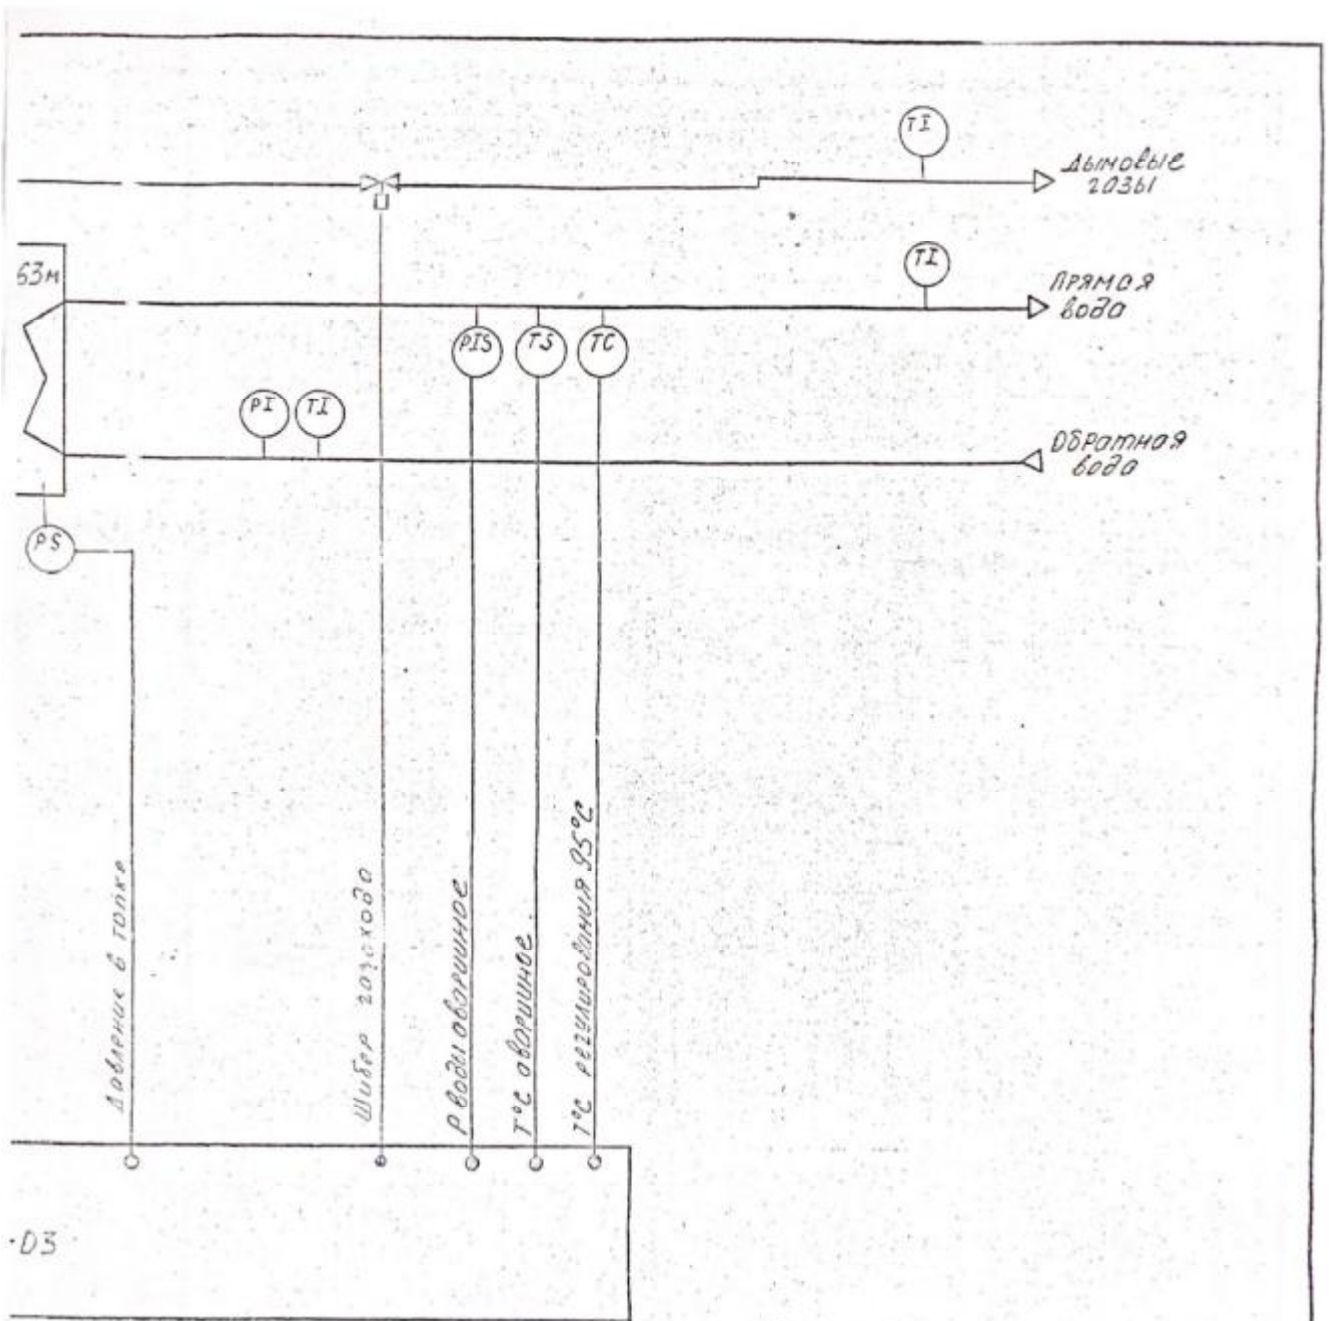 TI
дымовые
газы
63м
TI
прямая
вода
PIS
TS
TC
PI
TI
Обратная
вода
PS
Давление в топке
Шибер газохода
P воды аварийное
T°C аварийное
T°C регулирования 95°C
·D3